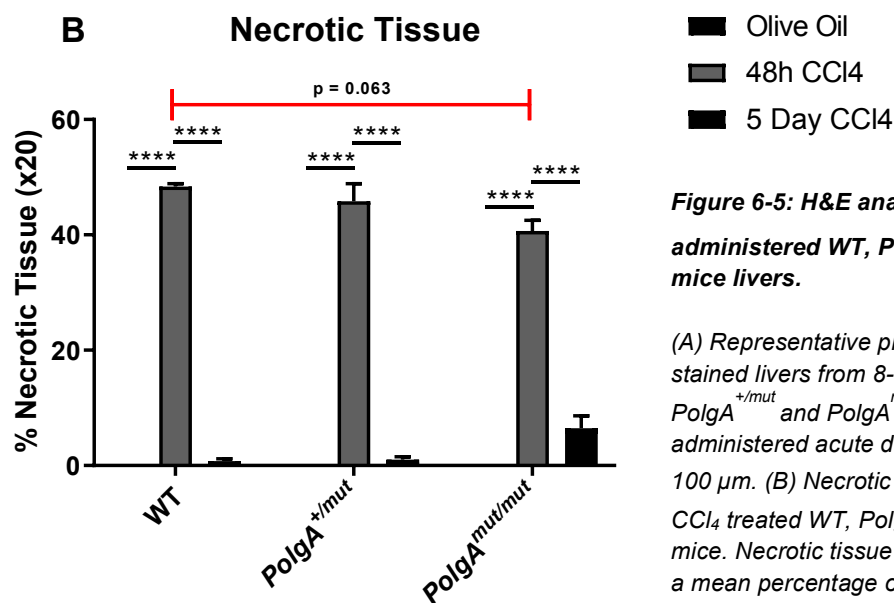 B
Necrotic Tissue
Olive Oil
48h CCl4
5 Day CCl4
p = 0.063
**** **** **** **** **** ****
% Necrotic Tissue (x20)
60
40
20
0
WT
PolgA+/mut
PolgAmut/mut
Figure 6-5: H&E ana
administered WT, P
mice livers.
(A) Representative p
stained livers from 8-
PolgA+/mut and PolgA
administered acute d
100 µm. (B) Necrotic
CCl₄ treated WT, Pol
mice. Necrotic tissue
a mean percentage o